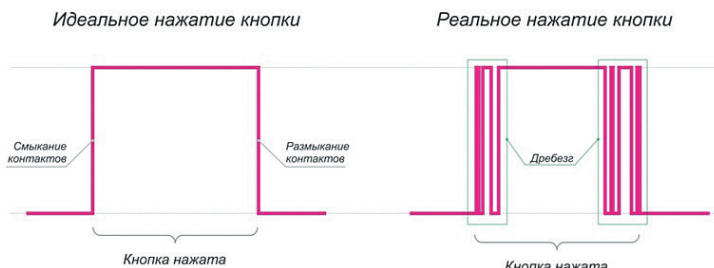 Идеальное нажатие кнопки
Реальное нажатие кнопки
Смыкание
контактов
Размыкание
контактов
Дребезг
Кнопка нажата
Кнопка нажата